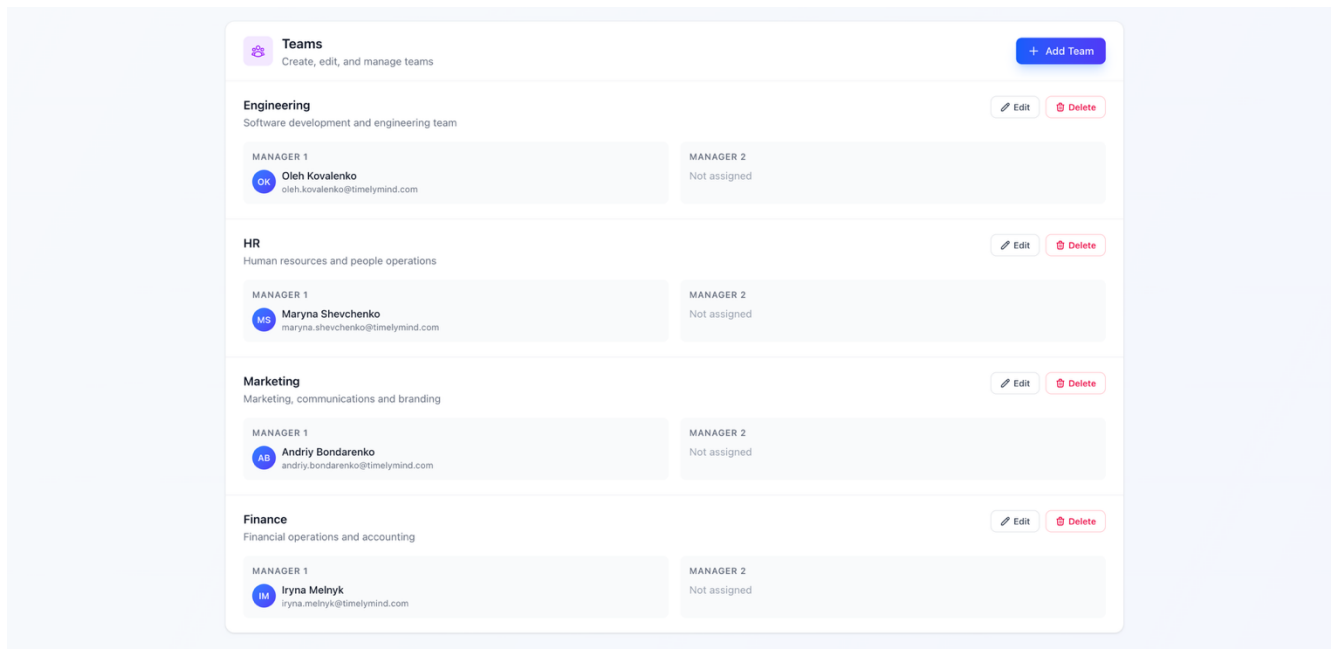 Teams
Create, edit, and manage teams
Add Team
Engineering
Software development and engineering team
Edit
Delete
MANAGER 1
OK
Oleh Kovalenko
oleh.kovalenko@timelymind.com
MANAGER 2
Not assigned
HR
Human resources and people operations
Edit
Delete
MANAGER 1
MS
Maryna Shevchenko
maryna.shevchenko@timelymind.com
MANAGER 2
Not assigned
Marketing
Marketing, communications and branding
Edit
Delete
MANAGER 1
AB
Andriy Bondarenko
andriy.bondarenko@timelymind.com
MANAGER 2
Not assigned
Finance
Financial operations and accounting
Edit
Delete
MANAGER 1
IM
Iryna Melnyk
iryna.melnyk@timelymind.com
MANAGER 2
Not assigned